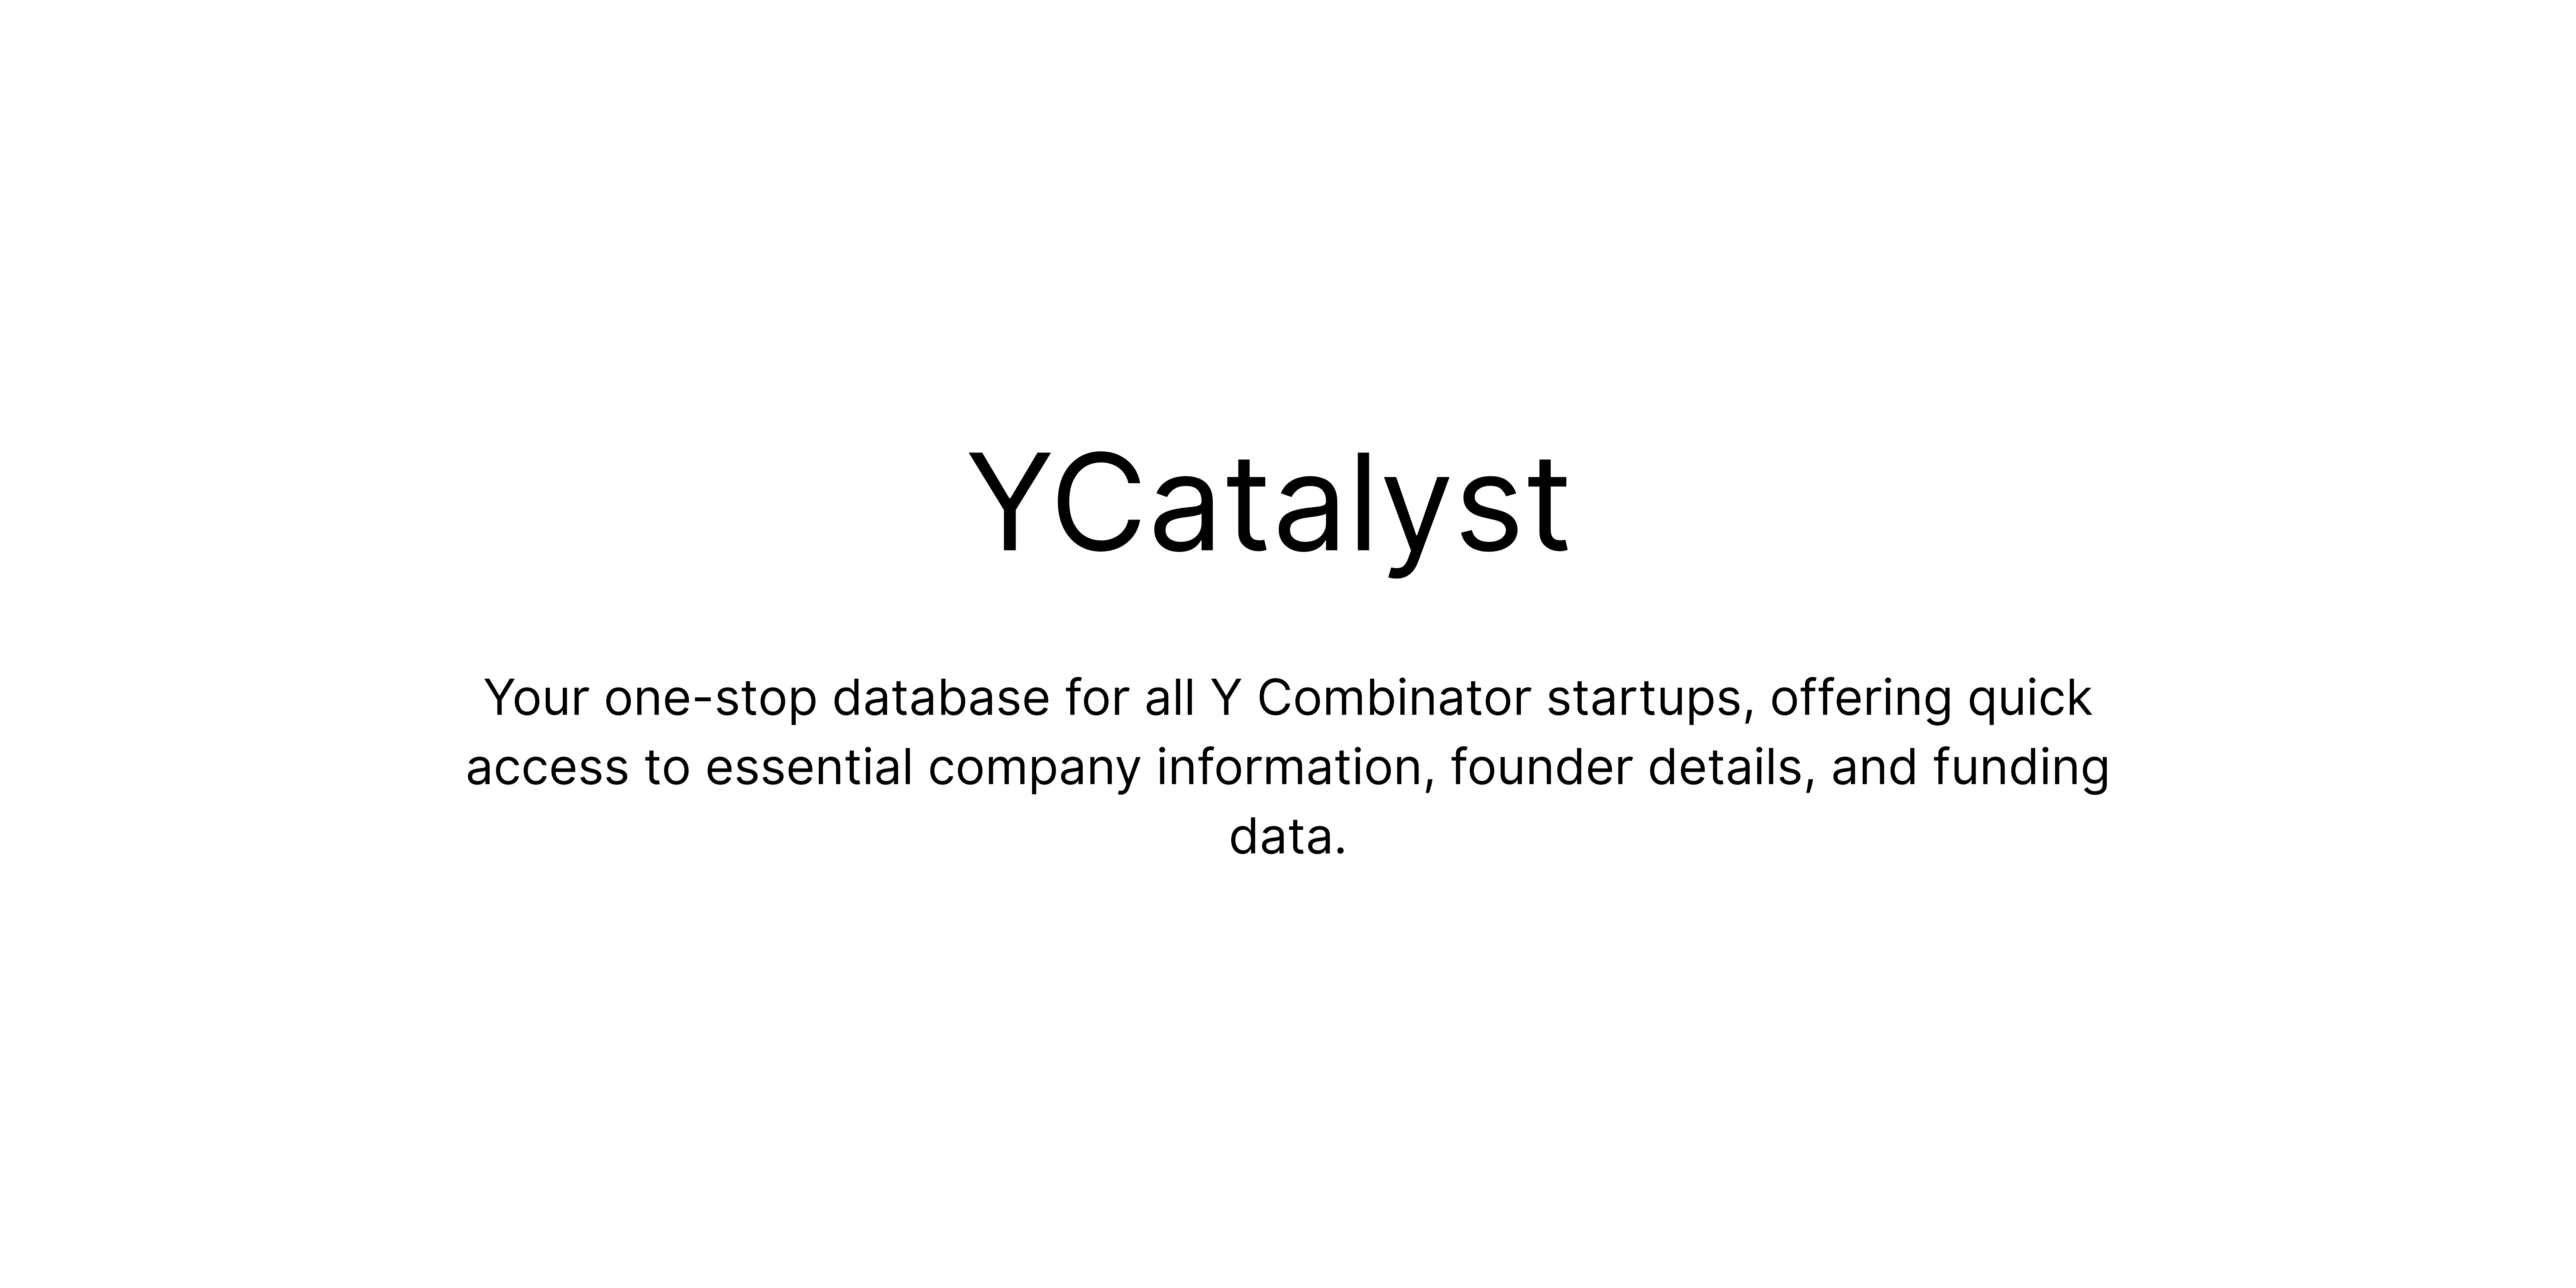 YCatalyst
Your one-stop database for all Y Combinator startups, offering quick
access to essential company information, founder details, and funding
data.